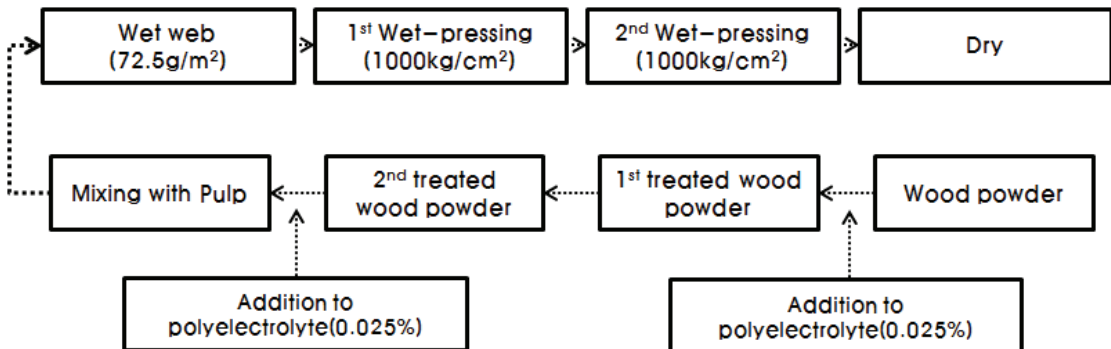 Wet web
(72.5g/m²)
1st Wet-pressing
(1000kg/cm²)
2nd Wet-pressing
(1000kg/cm²)
Dry
Mixing with Pulp
2nd treated
wood powder
1st treated wood
powder
Wood powder
Addition to
polyelectrolyte(0.025%)
Addition to
polyelectrolyte(0.025%)